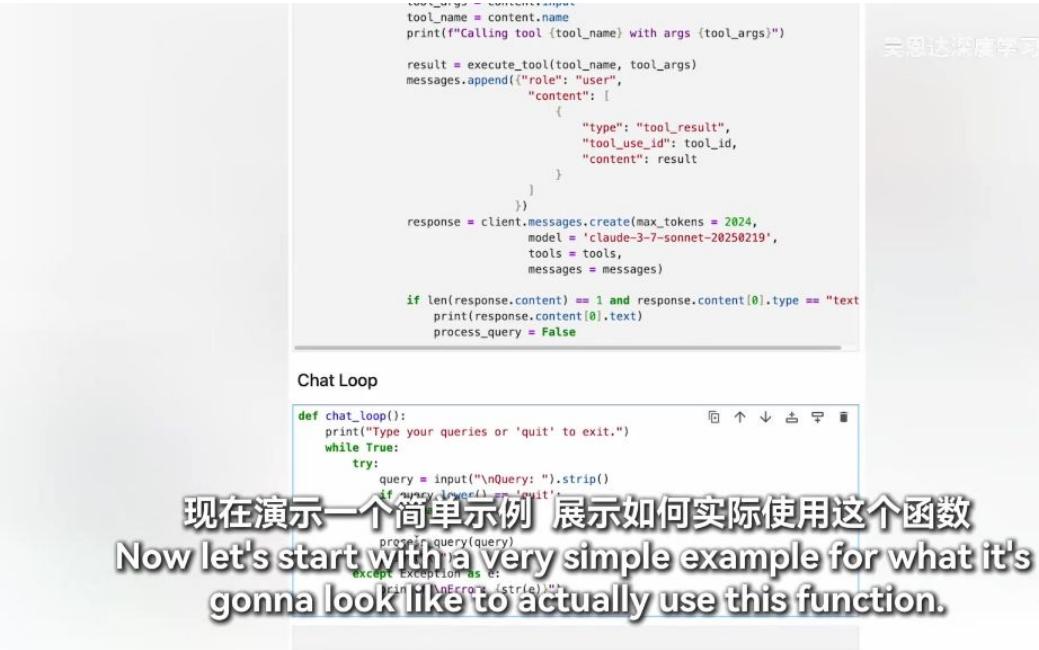 tool_args = content.input
tool_name = content.name
print(f"Calling tool {tool_name} with args {tool_args}")
result = execute_tool(tool_name, tool_args)
messages.append({"role": "user",
"content": [
{
"type": "tool_result",
"tool_use_id": tool_id,
"content": result
}
]
})
response = client.messages.create(max_tokens = 2024,
model = 'claude-3-7-sonnet-20250219',
tools = tools,
messages = messages)
if len(response.content) == 1 and response.content[0].type == "text
print(response.content[0].text)
process_query = False
吴恩达深度学习
Chat Loop
def chat_loop():
print("Type your queries or 'quit' to exit.")
while True:
try:
query = input("\nQuery: ").strip()
if query.lower() == 'quit':
process_query(query)
except Exception as e:
print(f"\nError: {str(e)}")
现在演示一个简单示例 展示如何实际使用这个函数
Now let's start with a very simple example for what it's
gonna look like to actually use this function.